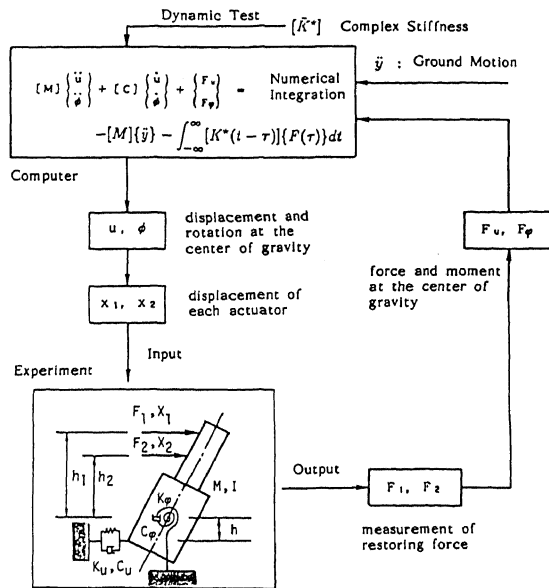 Dynamic Test
[K̄*] Complex Stiffness
[M] {ü φ̈} + [C] {u̇ φ̇} + {Fu Fφ} = Numerical Integration
-[M]{ÿ} - ∫_{-∞}^{∞} [K*(t - τ)]{F(τ)}dt
ÿ : Ground Motion
Computer
u, φ
displacement and
rotation at the
center of gravity
Fu, Fφ
force and moment
at the center of
gravity
X1, X2
displacement of
each actuator
Input
Experiment
F1, X1
F2, X2
h1 h2
M, I
Kφ
Cφ
h
Ku, Cu
Output
F1, F2
measurement of
restoring force